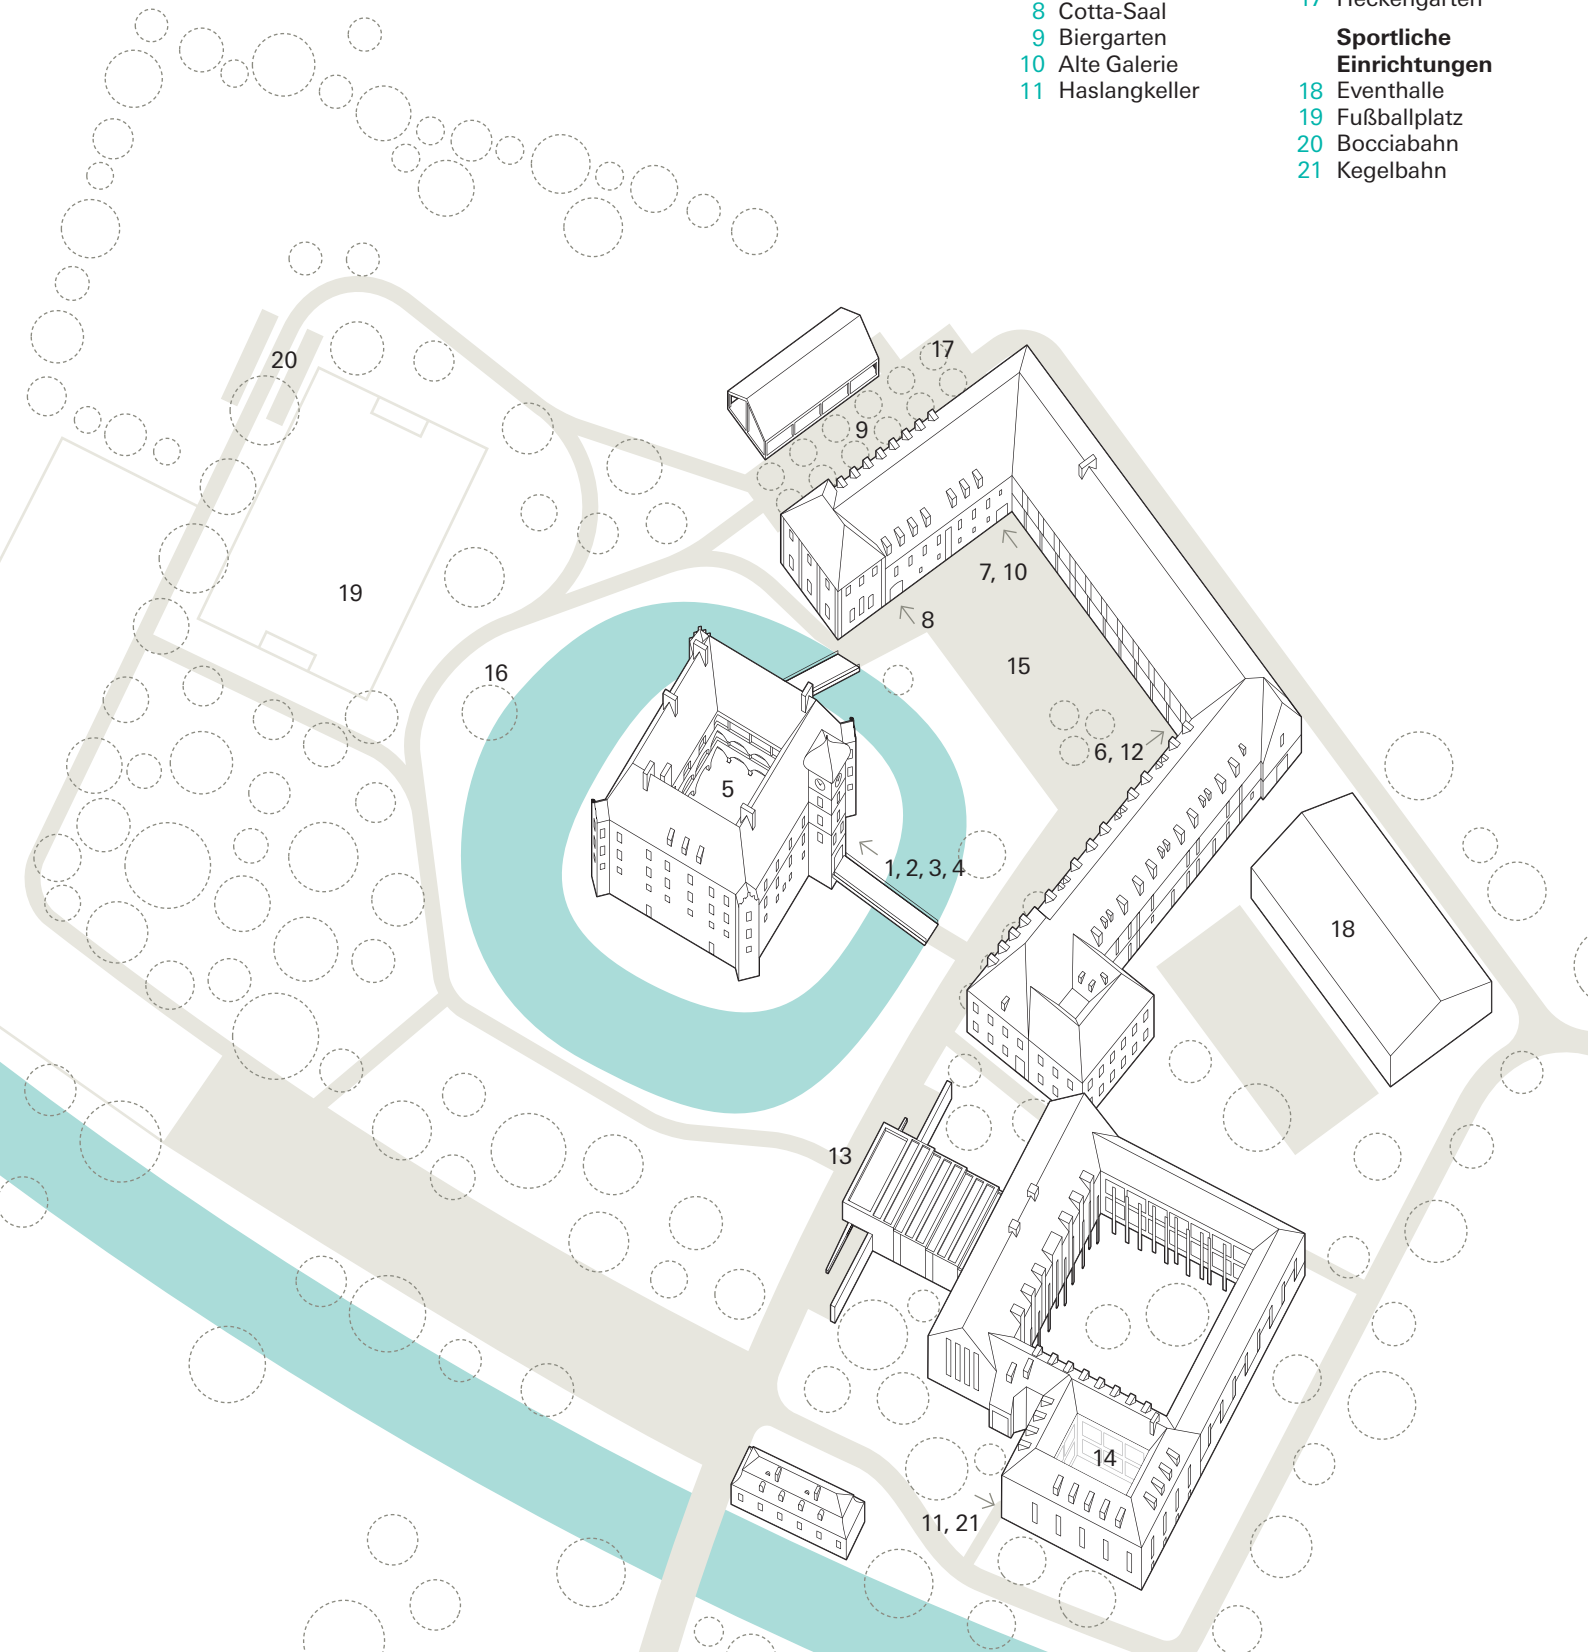 8 Cotta-Saal
9 Biergarten
10 Alte Galerie
11 Haslangkeller
17 Heckengarten
Sportliche
Einrichtungen
18 Eventhalle
19 Fußballplatz
20 Bocciabahn
21 Kegelbahn
17
20
9
7, 10
19
8
15
16
6, 12
5
1, 2, 3, 4
18
13
14
11, 21